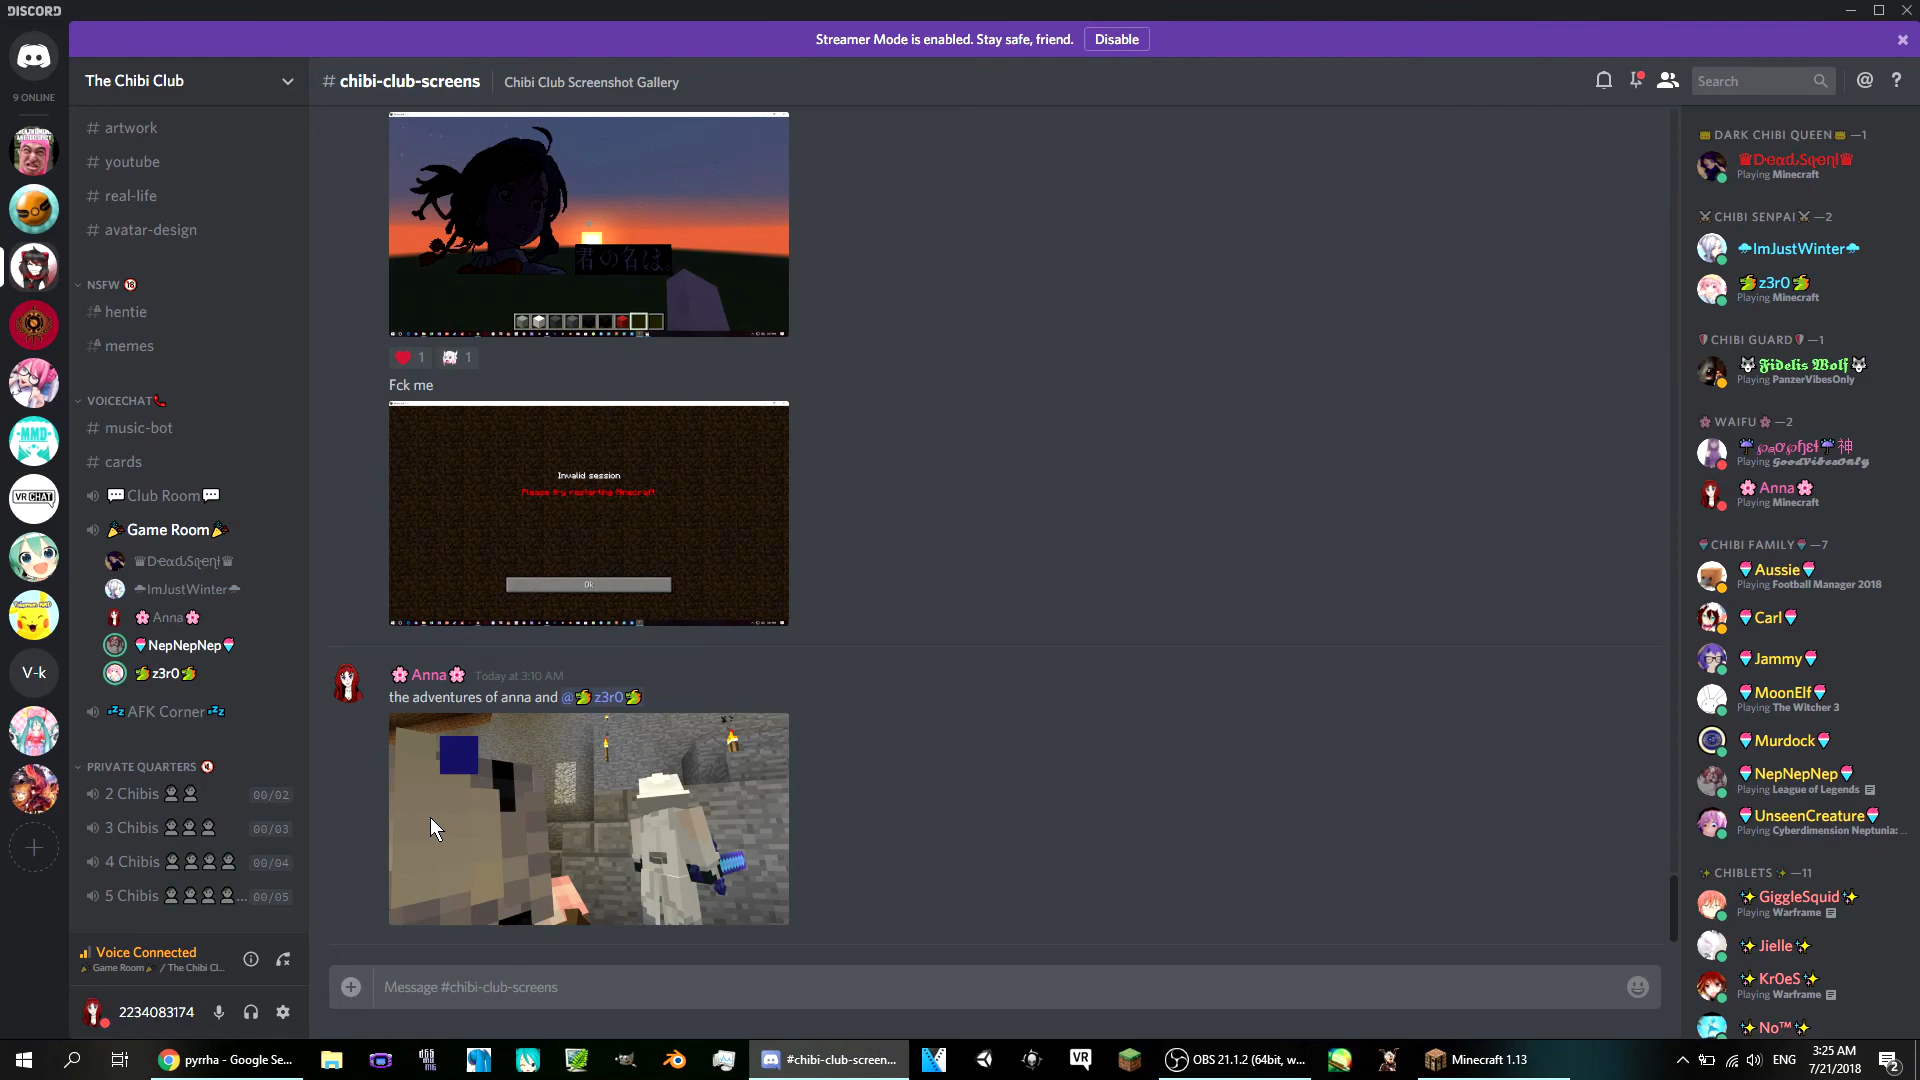 DISCORD
Streamer Mode is enabled. Stay safe, friend.
Disable
9 ONLINE
The Chibi Club
# artwork
# youtube
# real-life
# avatar-design
NSFW 🔞
hentie
memes
VOICECHAT📞
# music-bot
# cards
💬Club Room💬
🎉Game Room🎉
🌧ImJustWinter🌧
🌸Anna🌸
🍧NepNepNep🍧
🐲z3r0🐲
💤AFK Corner💤
PRIVATE QUARTERS
2 Chibis 00/02
3 Chibis 00/03
4 Chibis 00/04
5 Chibis ... 00/05
Voice Connected
Game Room / The Chibi Cl...
2234083174
MMD
VR CHAT
V-k
# chibi-club-screens
Chibi Club Screenshot Gallery
Search
君の名は。
❤ 1
1
Fck me
Invalid session
Please try restarting Minecraft
Ok
🌸Anna🌸 Today at 3:10 AM
the adventures of anna and @🐲z3r0🐲
Message #chibi-club-screens
DARK CHIBI QUEEN —1
Playing Minecraft
⚔CHIBI SENPAI⚔—2
🌧ImJustWinter🌧
🐲z3r0🐲
Playing Minecraft
🛡CHIBI GUARD🛡—1
🐺𝕱𝖎𝖉𝖊𝖑𝖎𝖘 𝖂𝖔𝖑𝖋🐺
Playing PanzerVibesOnly
🌸WAIFU🌸—2
Playing 𝓖𝓸𝓸𝓭𝓥𝓲𝓫𝓮𝓼𝓞𝓷𝓵𝔂
🌸Anna🌸
Playing Minecraft
🍧CHIBI FAMILY🍧—7
🍧Aussie🍧
Playing Football Manager 2018
🍧Carl🍧
🍧Jammy🍧
🍧MoonElf🍧
Playing The Witcher 3
🍧Murdock🍧
🍧NepNepNep🍧
Playing League of Legends
🍧UnseenCreature🍧
Playing Cyberdimension Neptunia: ...
✨CHIBLETS✨—11
✨GiggleSquid✨
Playing Warframe
✨Jielle✨
✨Kr0eS✨
Playing Warframe
✨No™✨
pyrrha - Google Se...
#chibi-club-screen...
VR
OBS 21.1.2 (64bit, w...
Minecraft 1.13
ENG
3:25 AM
7/21/2018
2